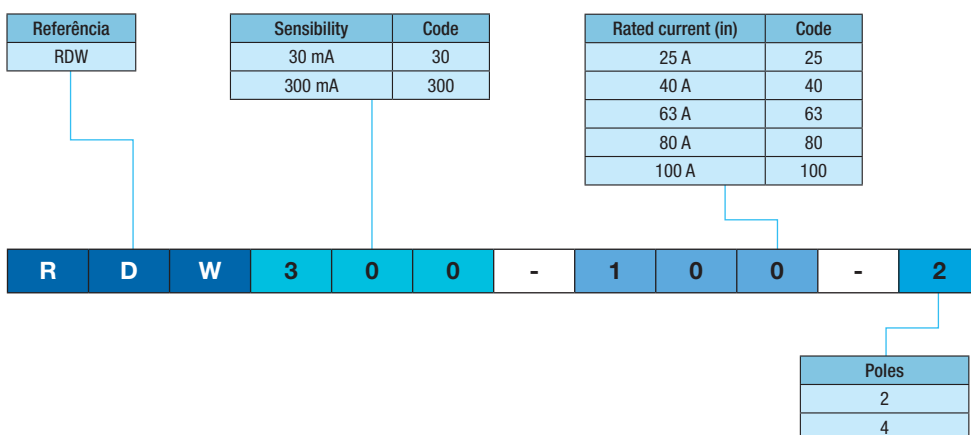 Referência
RDW
Sensibility Code
30 mA 30
300 mA 300
Rated current (in) Code
25 A 25
40 A 40
63 A 63
80 A 80
100 A 100
R D W 3 0 0 - 1 0 0 - 2
Poles
2
4